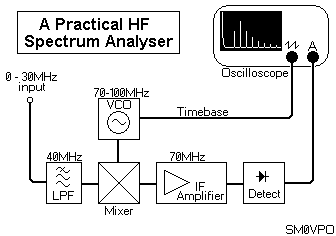 A Practical HF
Spectrum Analyser
0 - 30MHz
input
70-100MHz
VCO
Oscilloscope
A
Timebase
40MHz
LPF
Mixer
70MHz
IF
Amplifier
Detect
SM0VPO